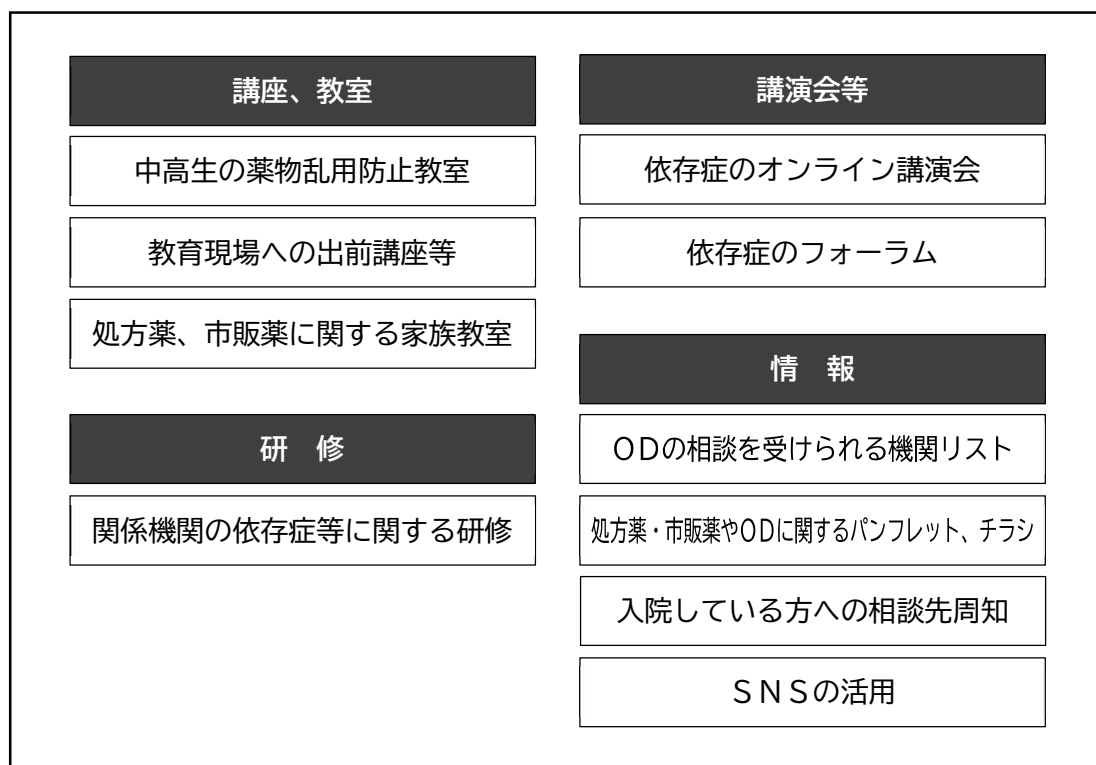 講座、教室
中高生の薬物乱用防止教室
教育現場への出前講座等
処方薬、市販薬に関する家族教室
研　修
関係機関の依存症等に関する研修
講演会等
依存症のオンライン講演会
依存症のフォーラム
情　報
ＯＤの相談を受けられる機関リスト
処方薬・市販薬やＯＤに関するパンフレット、チラシ
入院している方への相談先周知
ＳＮＳの活用